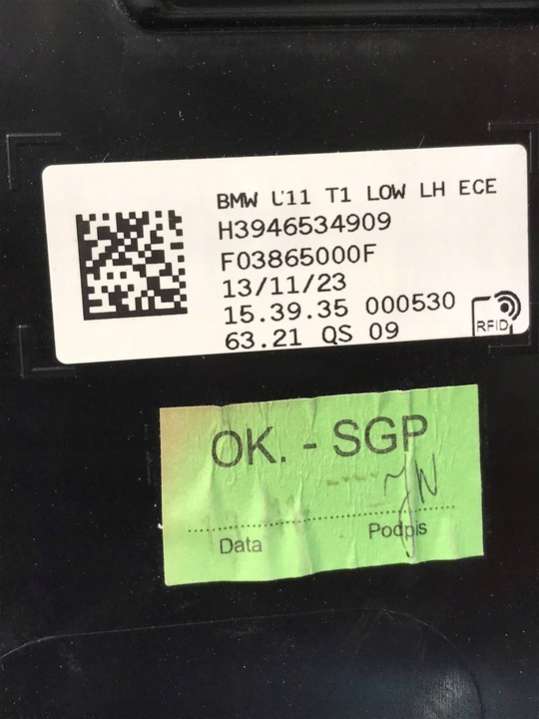 BMW U11 T1 LOW LH ECE
H3946534909
F03865000F
13/11/23
15.39.35 000530
63.21 QS 09
RFID
OK. - SGP
Data
Podpis